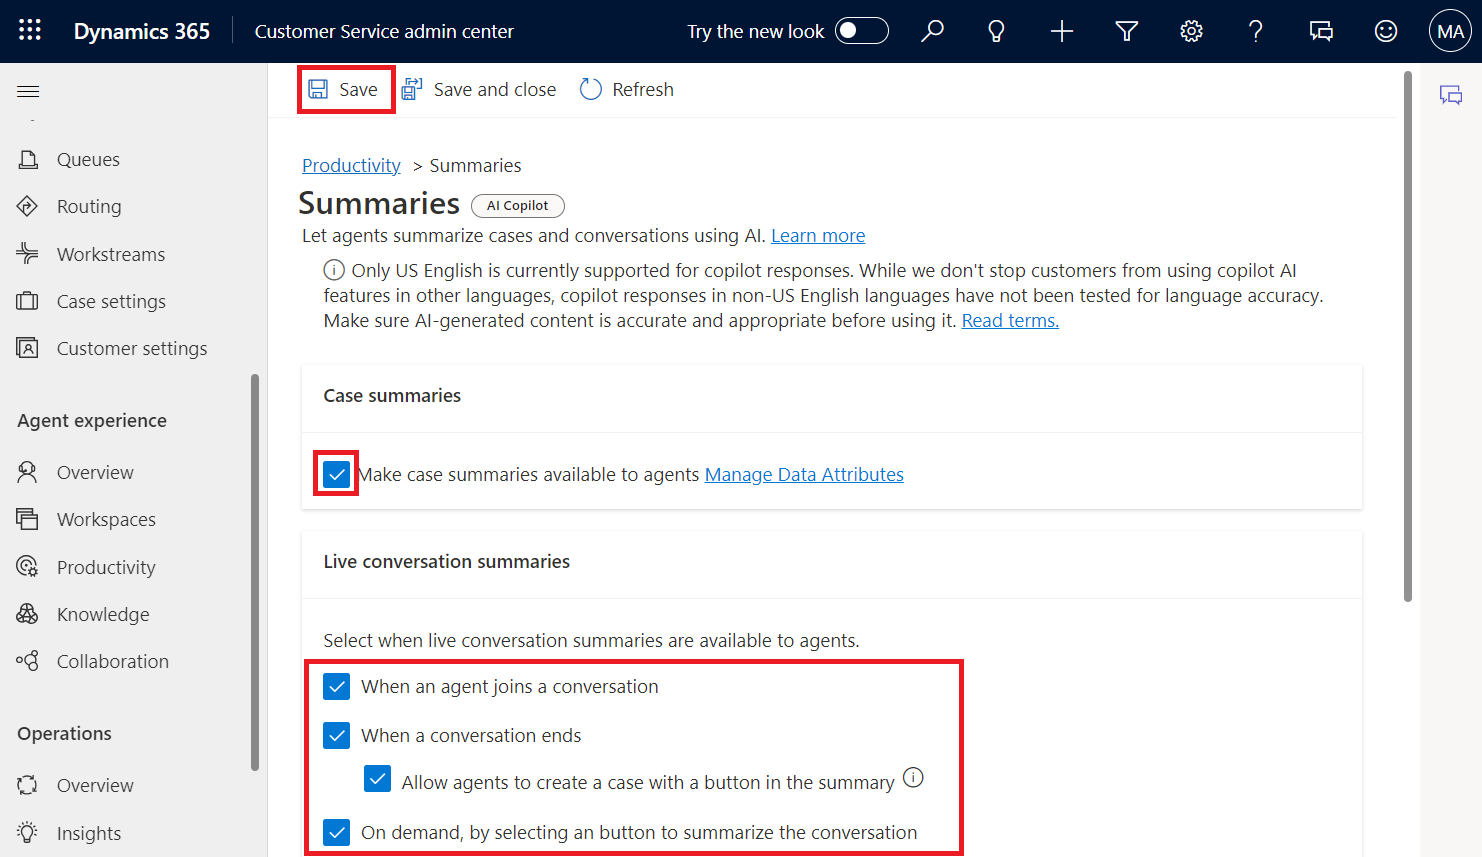 Dynamics 365
Customer Service admin center
Try the new look
MA
Save
Save and close
Refresh
Queues
Routing
Workstreams
Case settings
Customer settings
Agent experience
Overview
Workspaces
Productivity
Knowledge
Collaboration
Operations
Overview
Insights
Productivity > Summaries
Summaries AI Copilot
Let agents summarize cases and conversations using AI. Learn more
Only US English is currently supported for copilot responses. While we don't stop customers from using copilot AI
features in other languages, copilot responses in non-US English languages have not been tested for language accuracy.
Make sure AI-generated content is accurate and appropriate before using it. Read terms.
Case summaries
Make case summaries available to agents Manage Data Attributes
Live conversation summaries
Select when live conversation summaries are available to agents.
When an agent joins a conversation
When a conversation ends
Allow agents to create a case with a button in the summary
On demand, by selecting an button to summarize the conversation